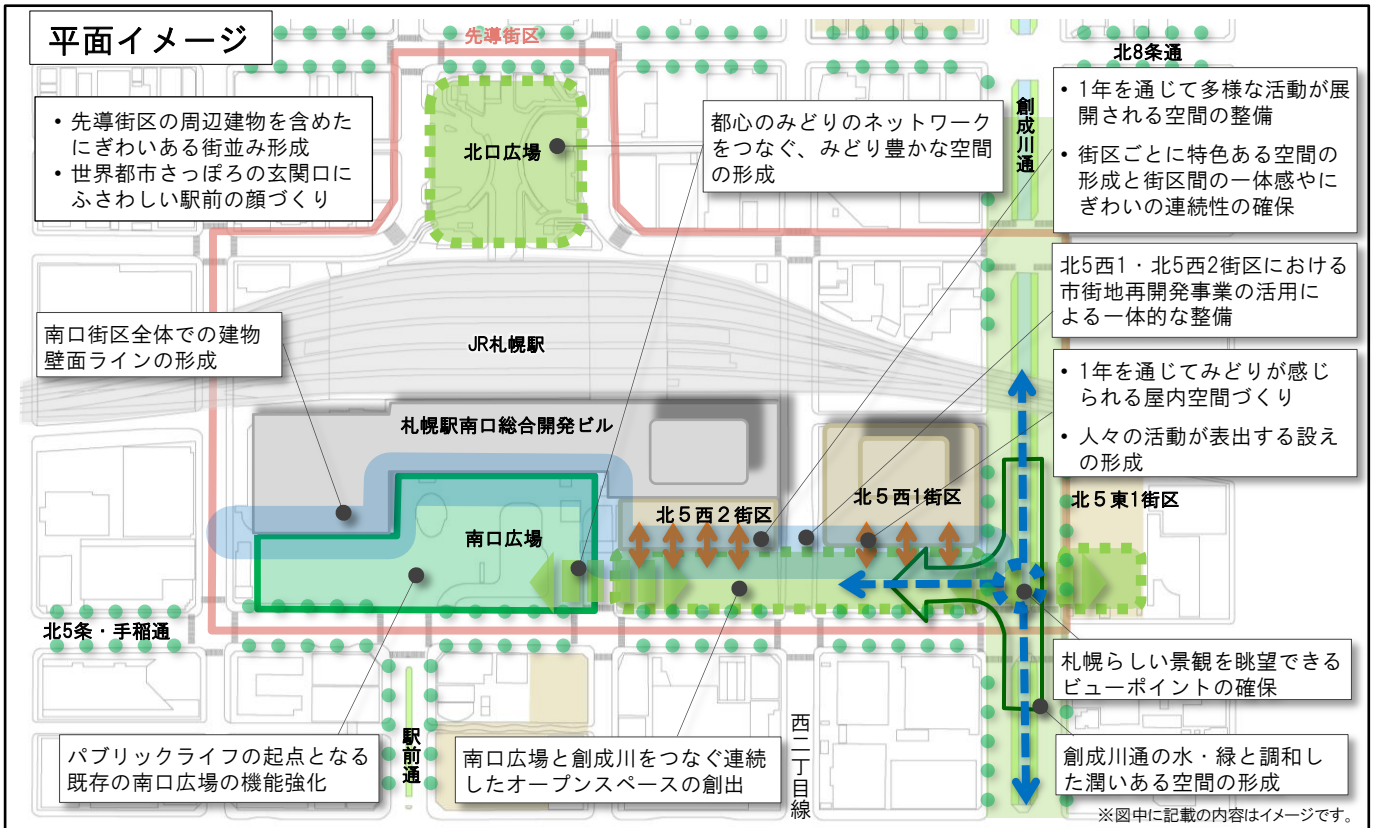 平面イメージ
先導街区
北8条通
・先導街区の周辺建物を含めた
にぎわいある街並み形成
・世界都市さっぽろの玄関口に
ふさわしい駅前の顔づくり
北口広場
都心のみどりのネットワーク
をつなぐ、みどり豊かな空間
の形成
創成川通
・1年を通じて多様な活動が展
開される空間の整備
・街区ごとに特色ある空間の
形成と街区間の一体感やに
ぎわいの連続性の確保
北5西1・北5西2街区における
市街地再開発事業の活用に
よる一体的な整備
南口街区全体での建物
壁面ラインの形成
JR札幌駅
・1年を通じてみどりが感じ
られる屋内空間づくり
・人々の活動が表出する設え
の形成
札幌駅南口総合開発ビル
北5西2街区
北5西1街区
北5東1街区
南口広場
北5条・手稲通
札幌らしい景観を眺望できる
ビューポイントの確保
パブリックライフの起点となる
既存の南口広場の機能強化
駅前通
南口広場と創成川をつなぐ連続
したオープンスペースの創出
西二丁目線
創成川通の水・緑と調和し
た潤いある空間の形成
※図中に記載の内容はイメージです。